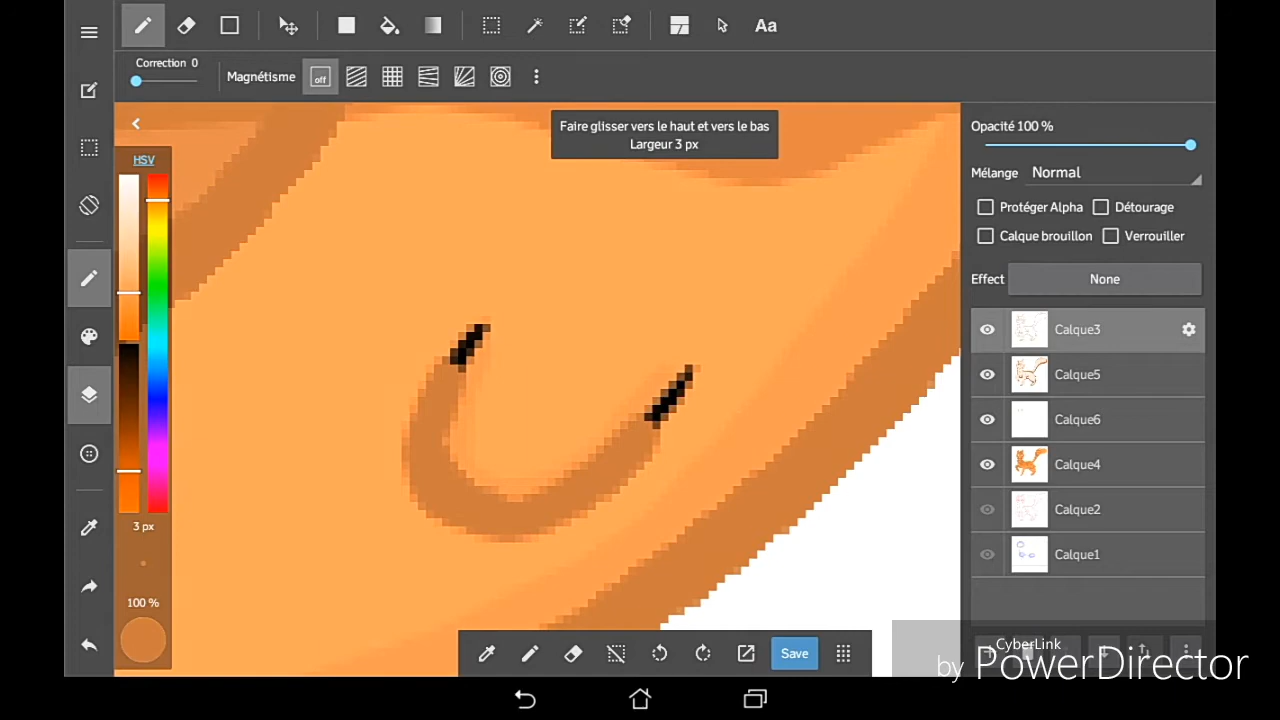 Aa
Correction 0
Magnétisme
off
Faire glisser vers le haut et vers le bas
Largeur 3 px
HSV
3 px
100 %
Opacité 100 %
Mélange Normal
Protéger Alpha Détourage
Calque brouillon Verrouiller
Effect None
Calque3
Calque5
Calque6
Calque4
Calque2
Calque1
Save
CyberLink
by PowerDirector